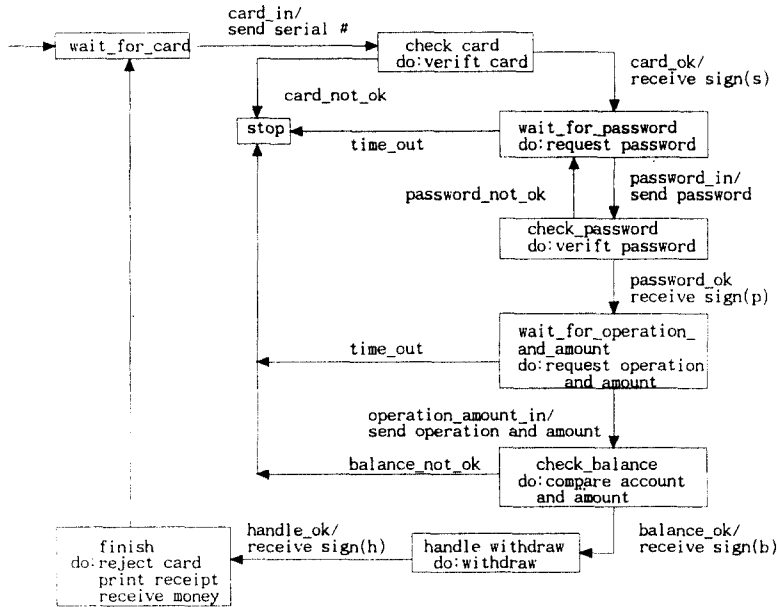 card_in/
send serial #
wait_for_card
check card
do:verift card
card_ok/
receive sign(s)
card_not_ok
stop
time_out
wait_for_password
do:request password
password_not_ok
password_in/
send password
check_password
do:verift password
password_ok
receive sign(p)
wait_for_operation_
and_amount
do:request operation
and amount
time_out
operation_amount_in/
send operation and amount
balance_not_ok
check_balance
do:compare account
and amount
balance_ok/
receive sign(b)
handle withdraw
do:withdraw
handle_ok/
receive sign(h)
finish
do:reject card
print receipt
receive money